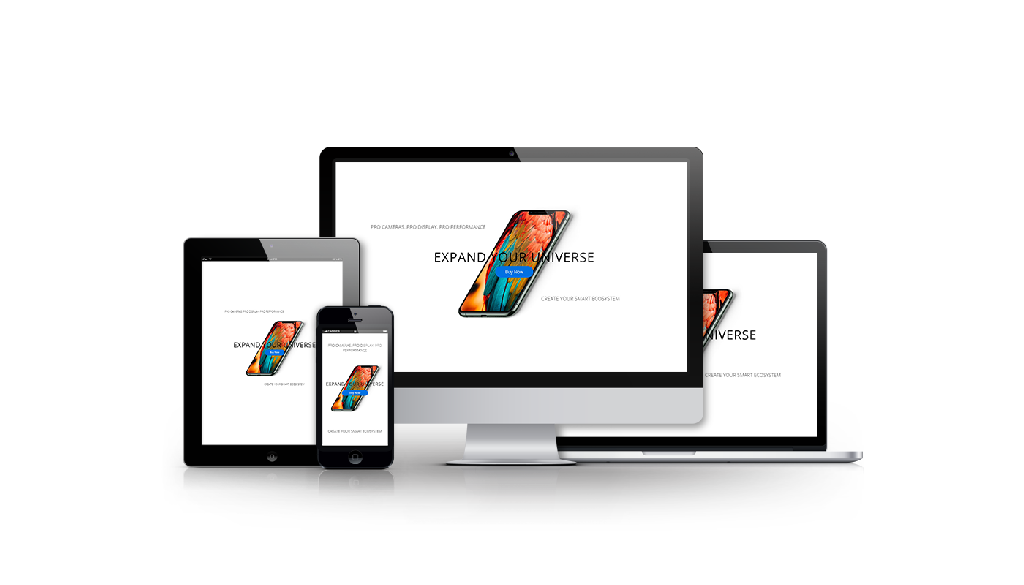 PRO CAMERAS. PRO DISPLAY. PRO PERFORMANCE
EXPAND YOUR UNIVERSE
Buy Now
CREATE YOUR SMART ECOSYSTEM
PRO CAMERAS. PRO DISPLAY. PRO PERFORMANCE
EXPAND YOUR UNIVERSE
Buy Now
CREATE YOUR SMART ECOSYSTEM
PRO CAMERAS. PRO DISPLAY. PRO
PERFORMANCE
EXPAND YOUR UNIVERSE
Buy Now
CREATE YOUR SMART ECOSYSTEM
NIVERSE
CREATE YOUR SMART ECOSYSTEM